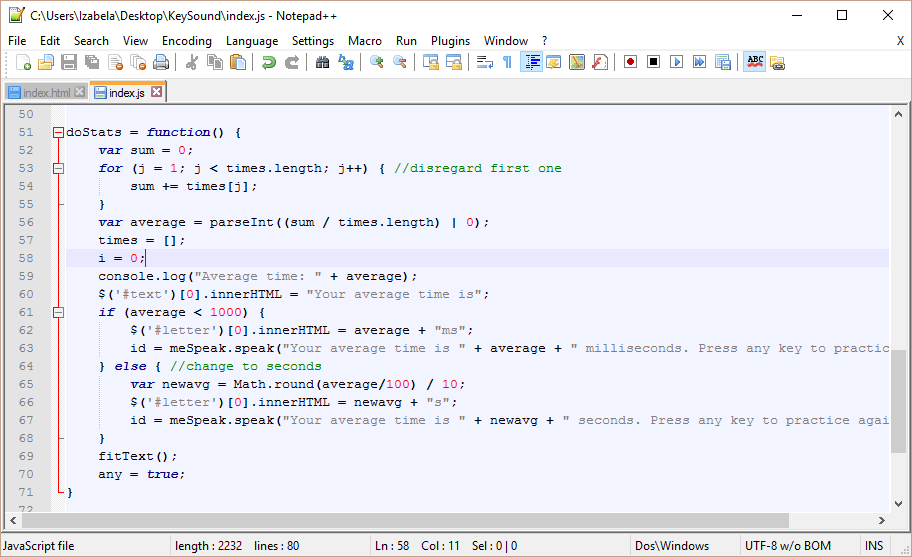 C:\Users\Izabela\Desktop\KeySound\index.js - Notepad++
File Edit Search View Encoding Language Settings Macro Run Plugins Window ? X
ABC
index.html index.js
50
51 doStats = function() {
52 var sum = 0;
53 for (j = 1; j < times.length; j++) { //disregard first one
54 sum += times[j];
55 }
56 var average = parseInt((sum / times.length) | 0);
57 times = [];
58 i = 0;
59 console.log("Average time: " + average);
60 $('#text')[0].innerHTML = "Your average time is";
61 if (average < 1000) {
62 $('#letter')[0].innerHTML = average + "ms";
63 id = meSpeak.speak("Your average time is " + average + " milliseconds. Press any key to practic
64 } else { //change to seconds
65 var newavg = Math.round(average/100) / 10;
66 $('#letter')[0].innerHTML = newavg + "s";
67 id = meSpeak.speak("Your average time is " + newavg + " seconds. Press any key to practice agai
68 }
69 fitText();
70 any = true;
71 }
72
JavaScript file length : 2232 lines : 80 Ln : 58 Col : 11 Sel : 0 | 0 Dos\Windows UTF-8 w/o BOM INS